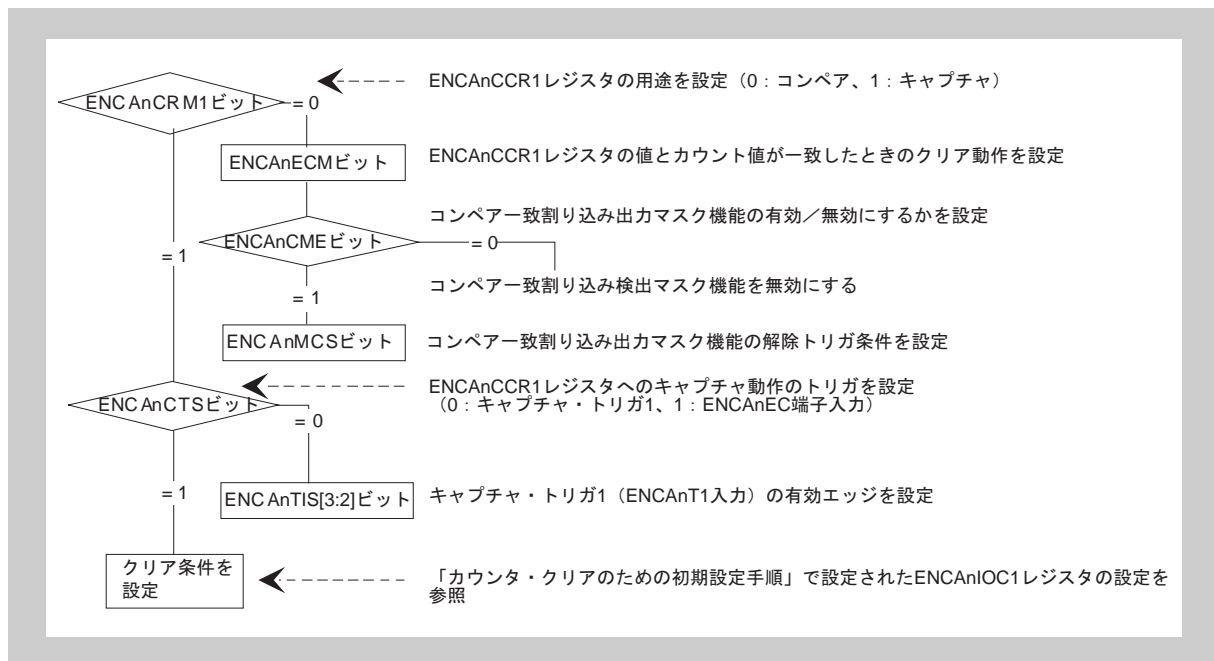 ENCAnCCR1レジスタの用途を設定（0：コンペア、1：キャプチャ）
ENCAnCRM1ビット
= 0
ENCAnECMビット
ENCAnCCR1レジスタの値とカウント値が一致したときのクリア動作を設定
コンペア一致割り込み出力マスク機能の有効／無効にするかを設定
ENCAnCMEビット
= 0
= 1
コンペア一致割り込み検出マスク機能を無効にする
= 1
ENCAnMCSビット
コンペア一致割り込み出力マスク機能の解除トリガ条件を設定
ENCAnCCR1レジスタへのキャプチャ動作のトリガを設定
（0：キャプチャ・トリガ1、1：ENCAnEC端子入力）
ENCAnCTSビット
= 0
= 1
ENCAnTIS[3:2]ビット
キャプチャ・トリガ1（ENCAnT1入力）の有効エッジを設定
クリア条件を
設定
「カウンタ・クリアのための初期設定手順」で設定されたENCAnIOC1レジスタの設定を
参照